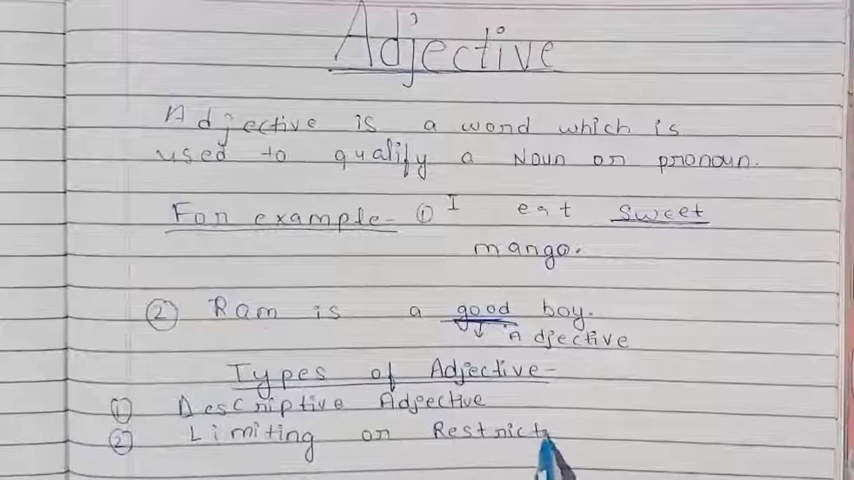 Adjective
Adjective is a word which is
used to qualify a Noun or pronoun.
For example- ① I eat sweet
mango.
② Ram is a good boy.
↓ Adjective
Types of Adjective-
① Descriptive Adjective
② Limiting or Restrict